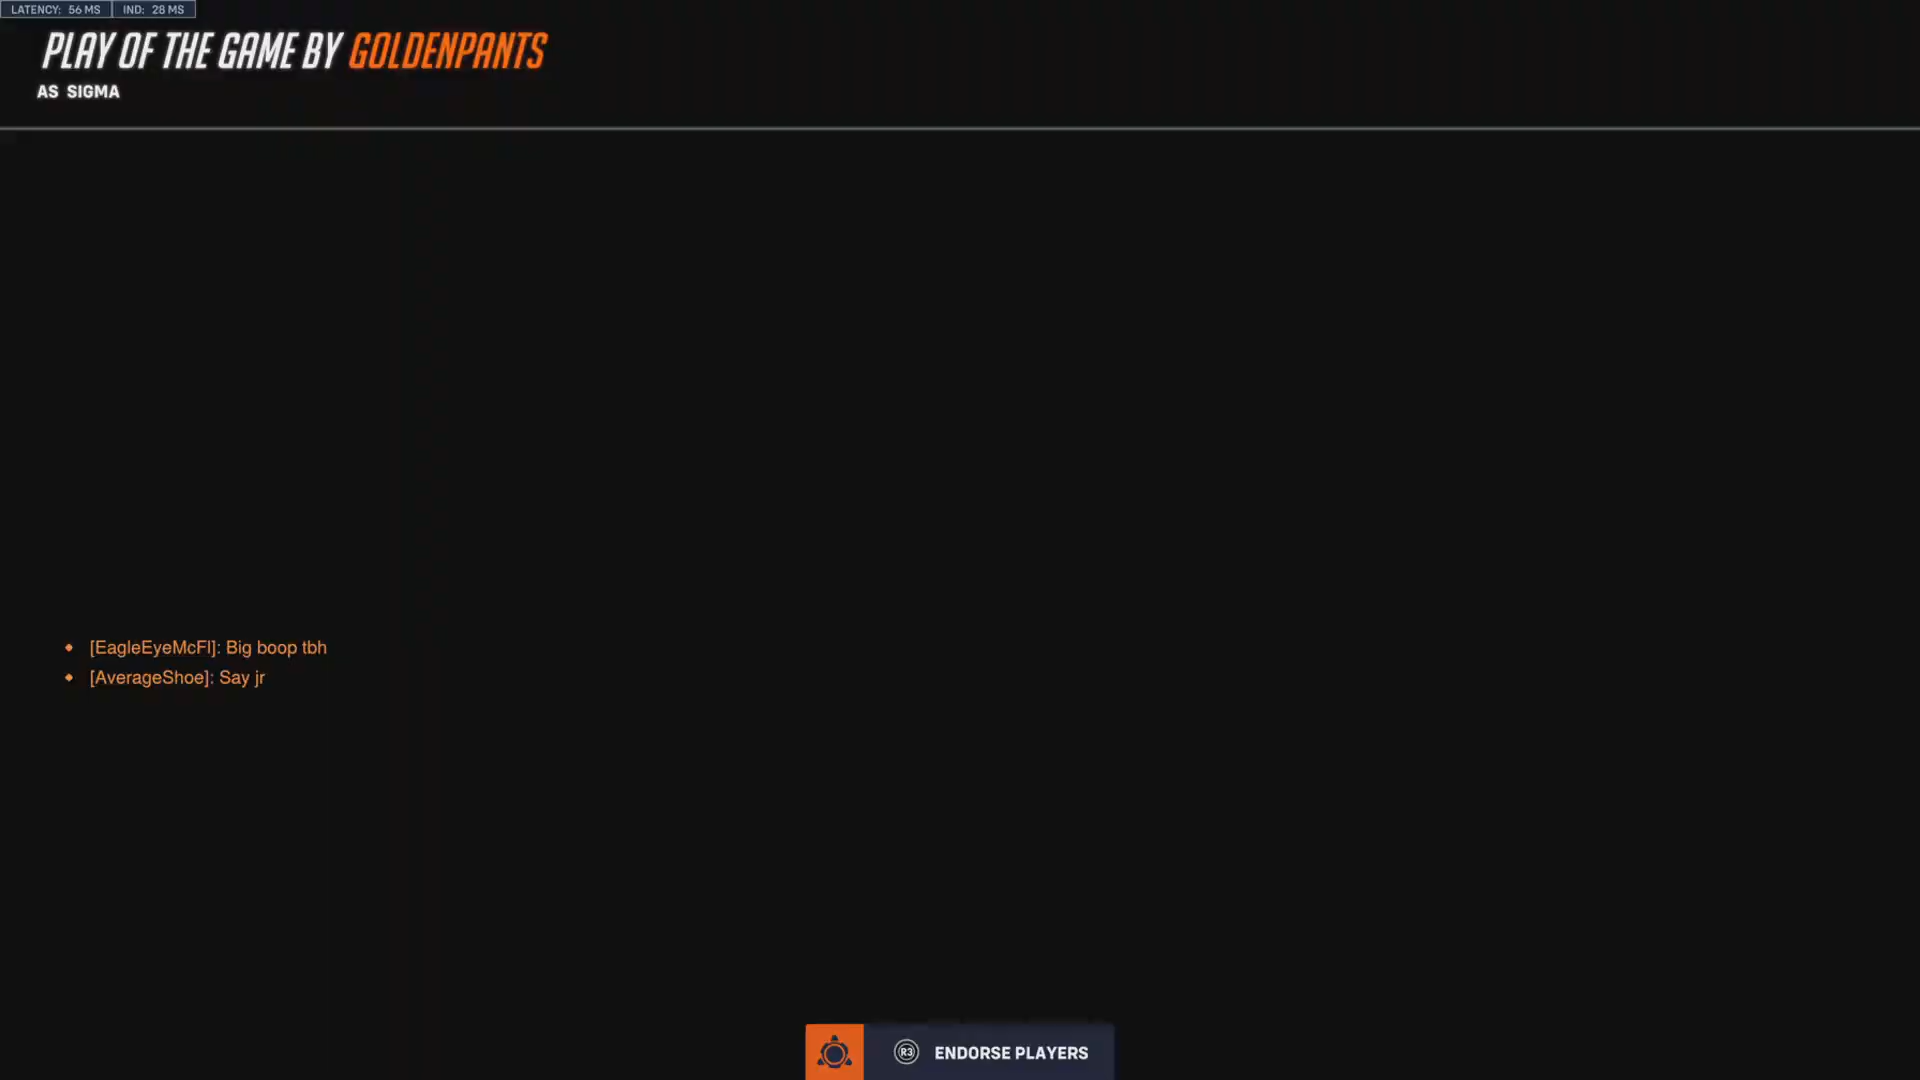 LATENCY: 56 MS IND: 28 MS
PLAY OF THE GAME BY GOLDENPANTS
AS SIGMA
[EagleEyeMcFl]: Big boop tbh
[AverageShoe]: Say jr
R3 ENDORSE PLAYERS